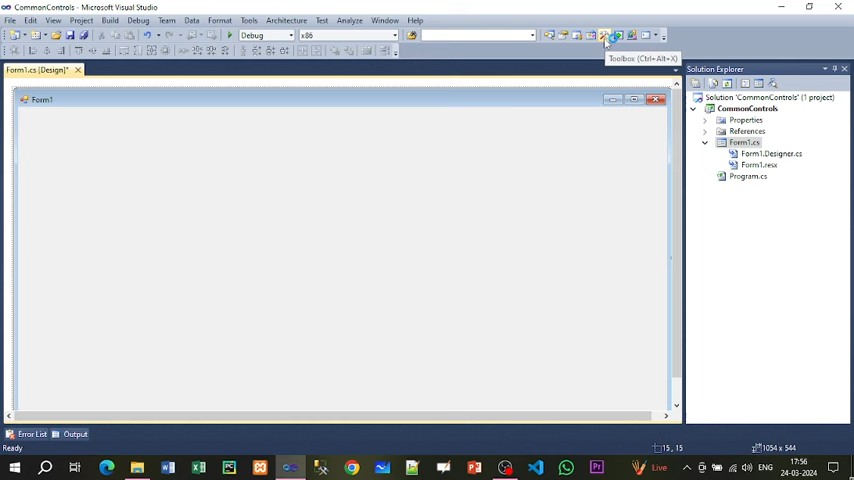 CommonControls - Microsoft Visual Studio
File Edit View Project Build Debug Team Data Format Tools Architecture Test Analyze Window Help
Debug x86
Toolbox (Ctrl+Alt+X)
Form1.cs [Design]*
Form1
Solution Explorer
Solution 'CommonControls' (1 project)
CommonControls
Properties
References
Form1.cs
Form1.Designer.cs
Form1.resx
Program.cs
Error List Output
Ready 15, 15 1054 x 544
Live ENG 17:56
24-03-2024